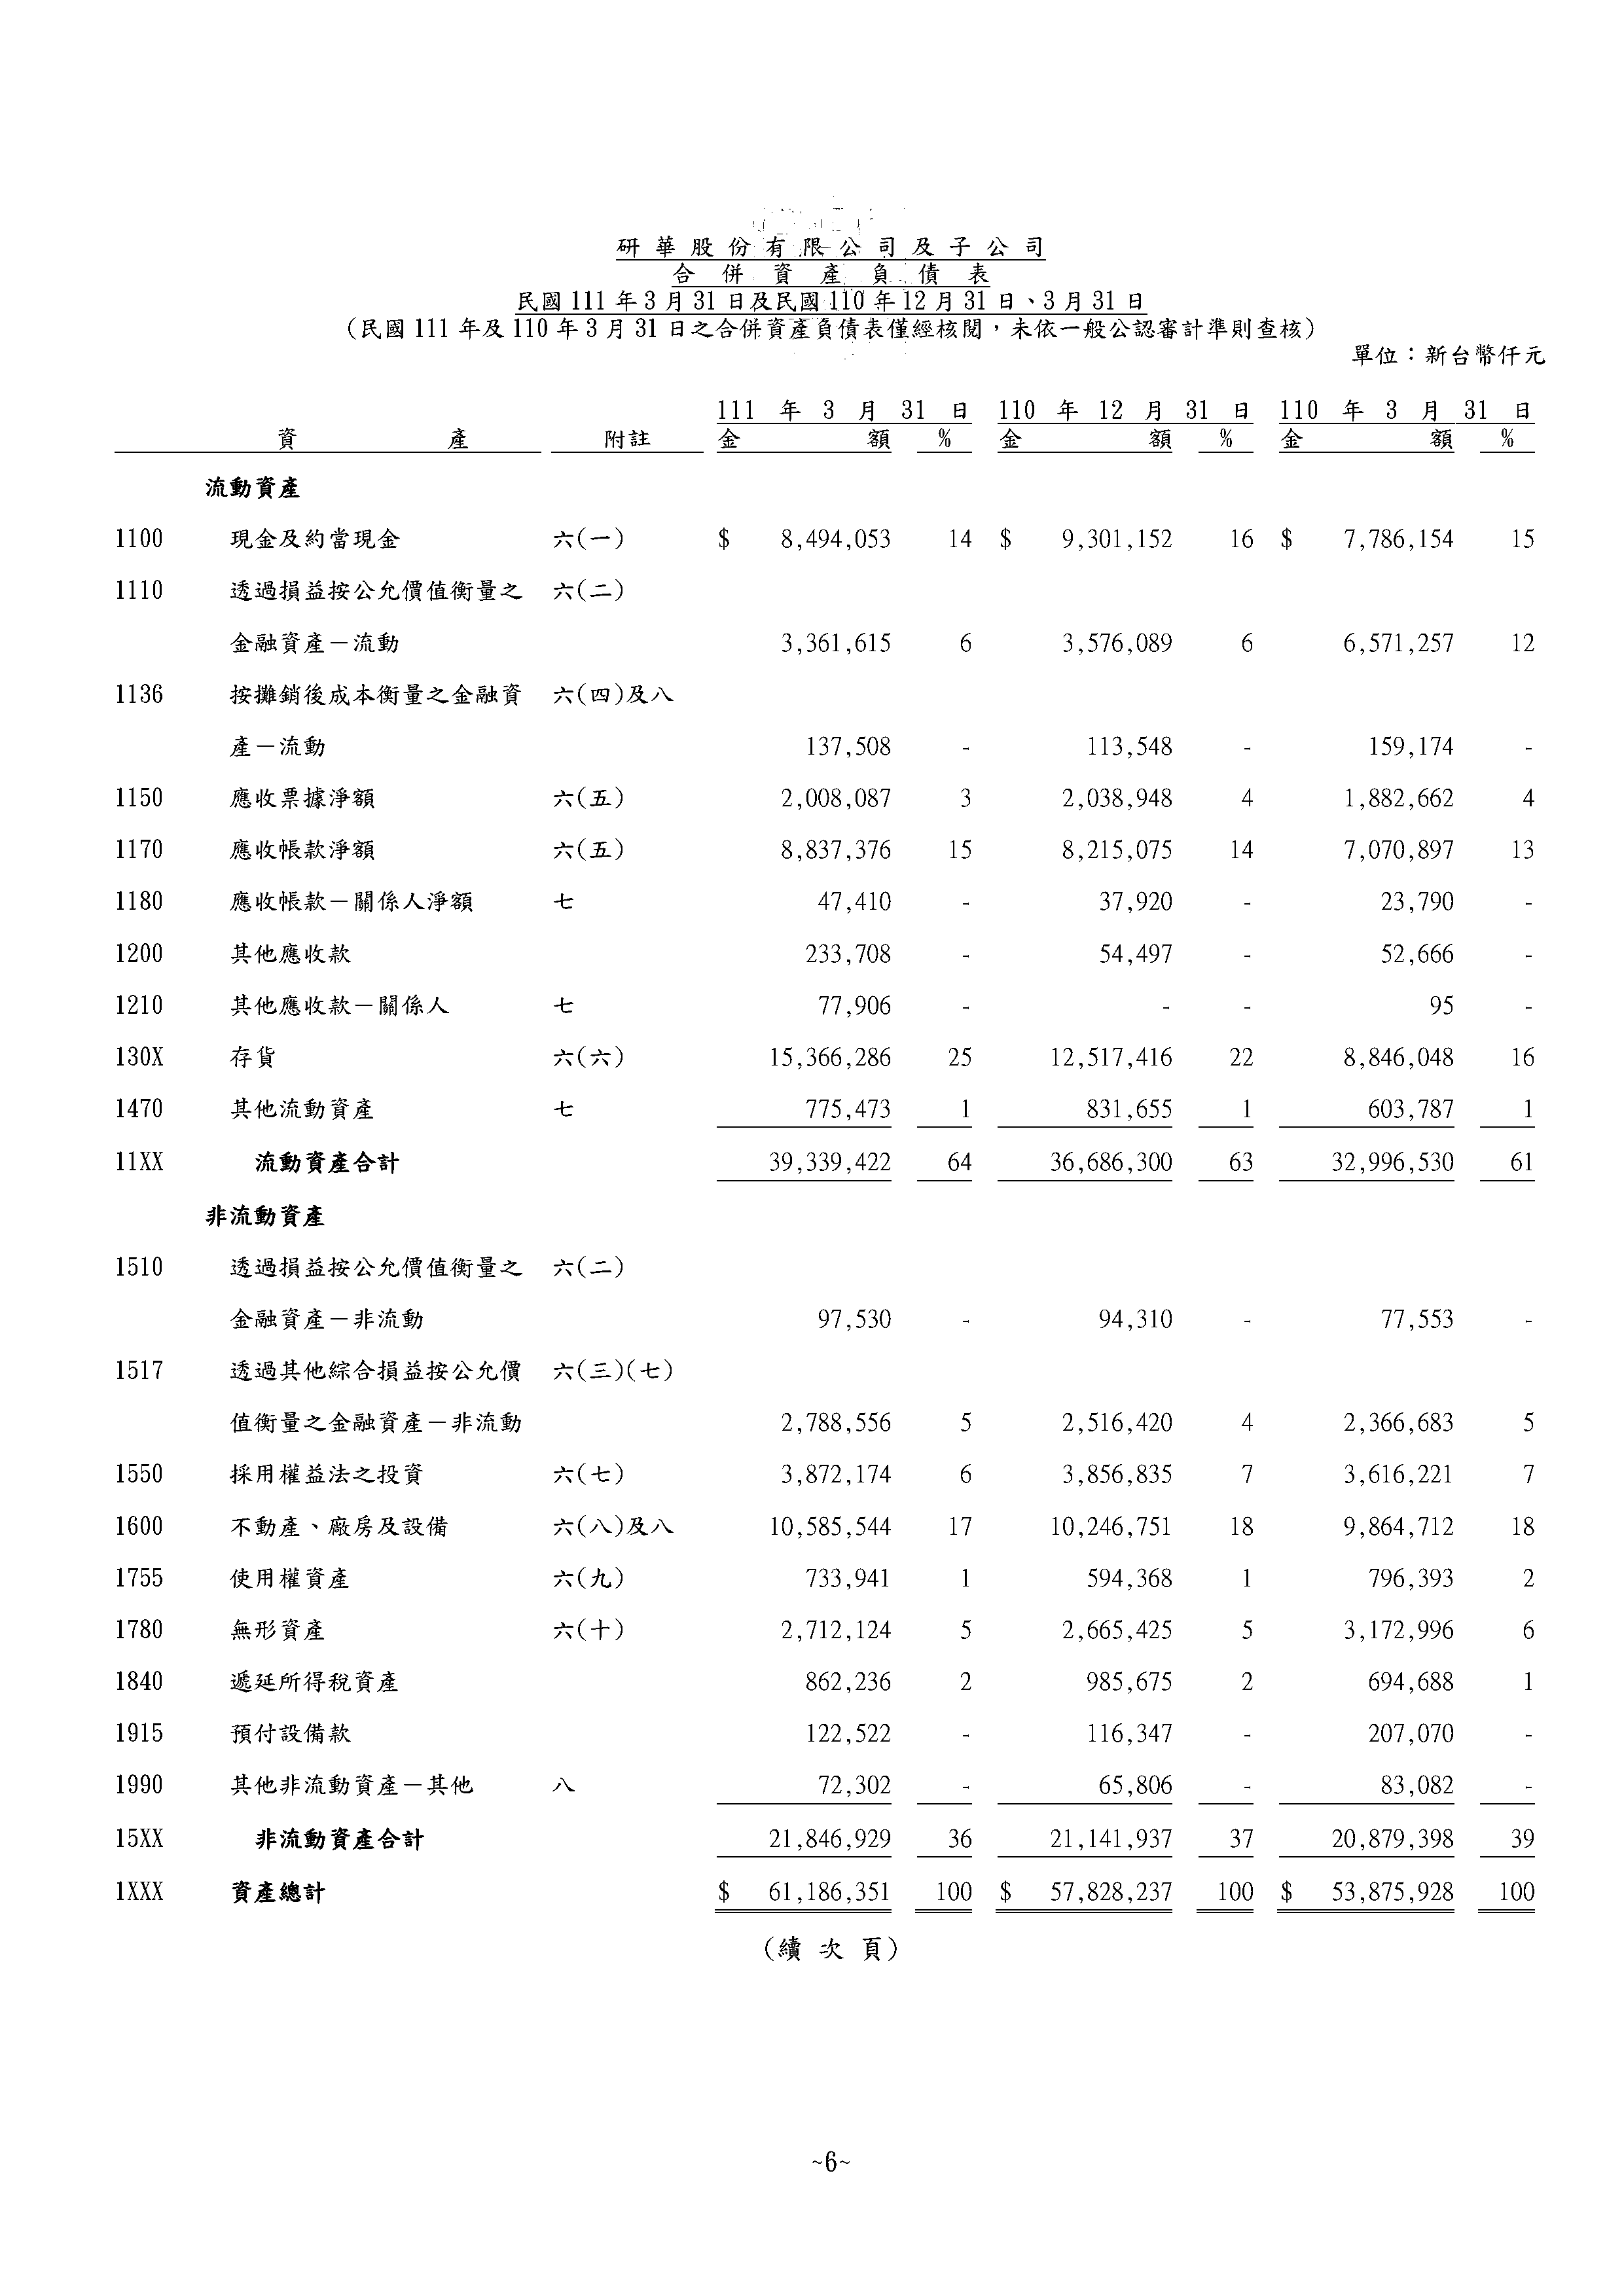 研華股份有限公司及子公司
合併資產負債表
民國111年3月31日及民國110年12月31日、3月31日
（民國111年及110年3月31日之合併資產負債表僅經核閱，未依一般公認審計準則查核）
單位：新台幣仟元
111 年 3 月 31 日 110 年 12 月 31 日 110 年 3 月 31 日
資 產 附註 金 額 % 金 額 % 金 額 %
流動資產
1100 現金及約當現金 六(一) $ 8,494,053 14 $ 9,301,152 16 $ 7,786,154 15
1110 透過損益按公允價值衡量之 六(二)
金融資產－流動 3,361,615 6 3,576,089 6 6,571,257 12
1136 按攤銷後成本衡量之金融資 六(四)及八
產－流動 137,508 - 113,548 - 159,174 -
1150 應收票據淨額 六(五) 2,008,087 3 2,038,948 4 1,882,662 4
1170 應收帳款淨額 六(五) 8,837,376 15 8,215,075 14 7,070,897 13
1180 應收帳款－關係人淨額 七 47,410 - 37,920 - 23,790 -
1200 其他應收款 233,708 - 54,497 - 52,666 -
1210 其他應收款－關係人 七 77,906 - - - 95 -
130X 存貨 六(六) 15,366,286 25 12,517,416 22 8,846,048 16
1470 其他流動資產 七 775,473 1 831,655 1 603,787 1
11XX 流動資產合計 39,339,422 64 36,686,300 63 32,996,530 61
非流動資產
1510 透過損益按公允價值衡量之 六(二)
金融資產－非流動 97,530 - 94,310 - 77,553 -
1517 透過其他綜合損益按公允價 六(三)(七)
值衡量之金融資產－非流動 2,788,556 5 2,516,420 4 2,366,683 5
1550 採用權益法之投資 六(七) 3,872,174 6 3,856,835 7 3,616,221 7
1600 不動產、廠房及設備 六(八)及八 10,585,544 17 10,246,751 18 9,864,712 18
1755 使用權資產 六(九) 733,941 1 594,368 1 796,393 2
1780 無形資產 六(十) 2,712,124 5 2,665,425 5 3,172,996 6
1840 遞延所得稅資產 862,236 2 985,675 2 694,688 1
1915 預付設備款 122,522 - 116,347 - 207,070 -
1990 其他非流動資產－其他 八 72,302 - 65,806 - 83,082 -
15XX 非流動資產合計 21,846,929 36 21,141,937 37 20,879,398 39
1XXX 資產總計 $ 61,186,351 100 $ 57,828,237 100 $ 53,875,928 100
（續次頁）
~6~